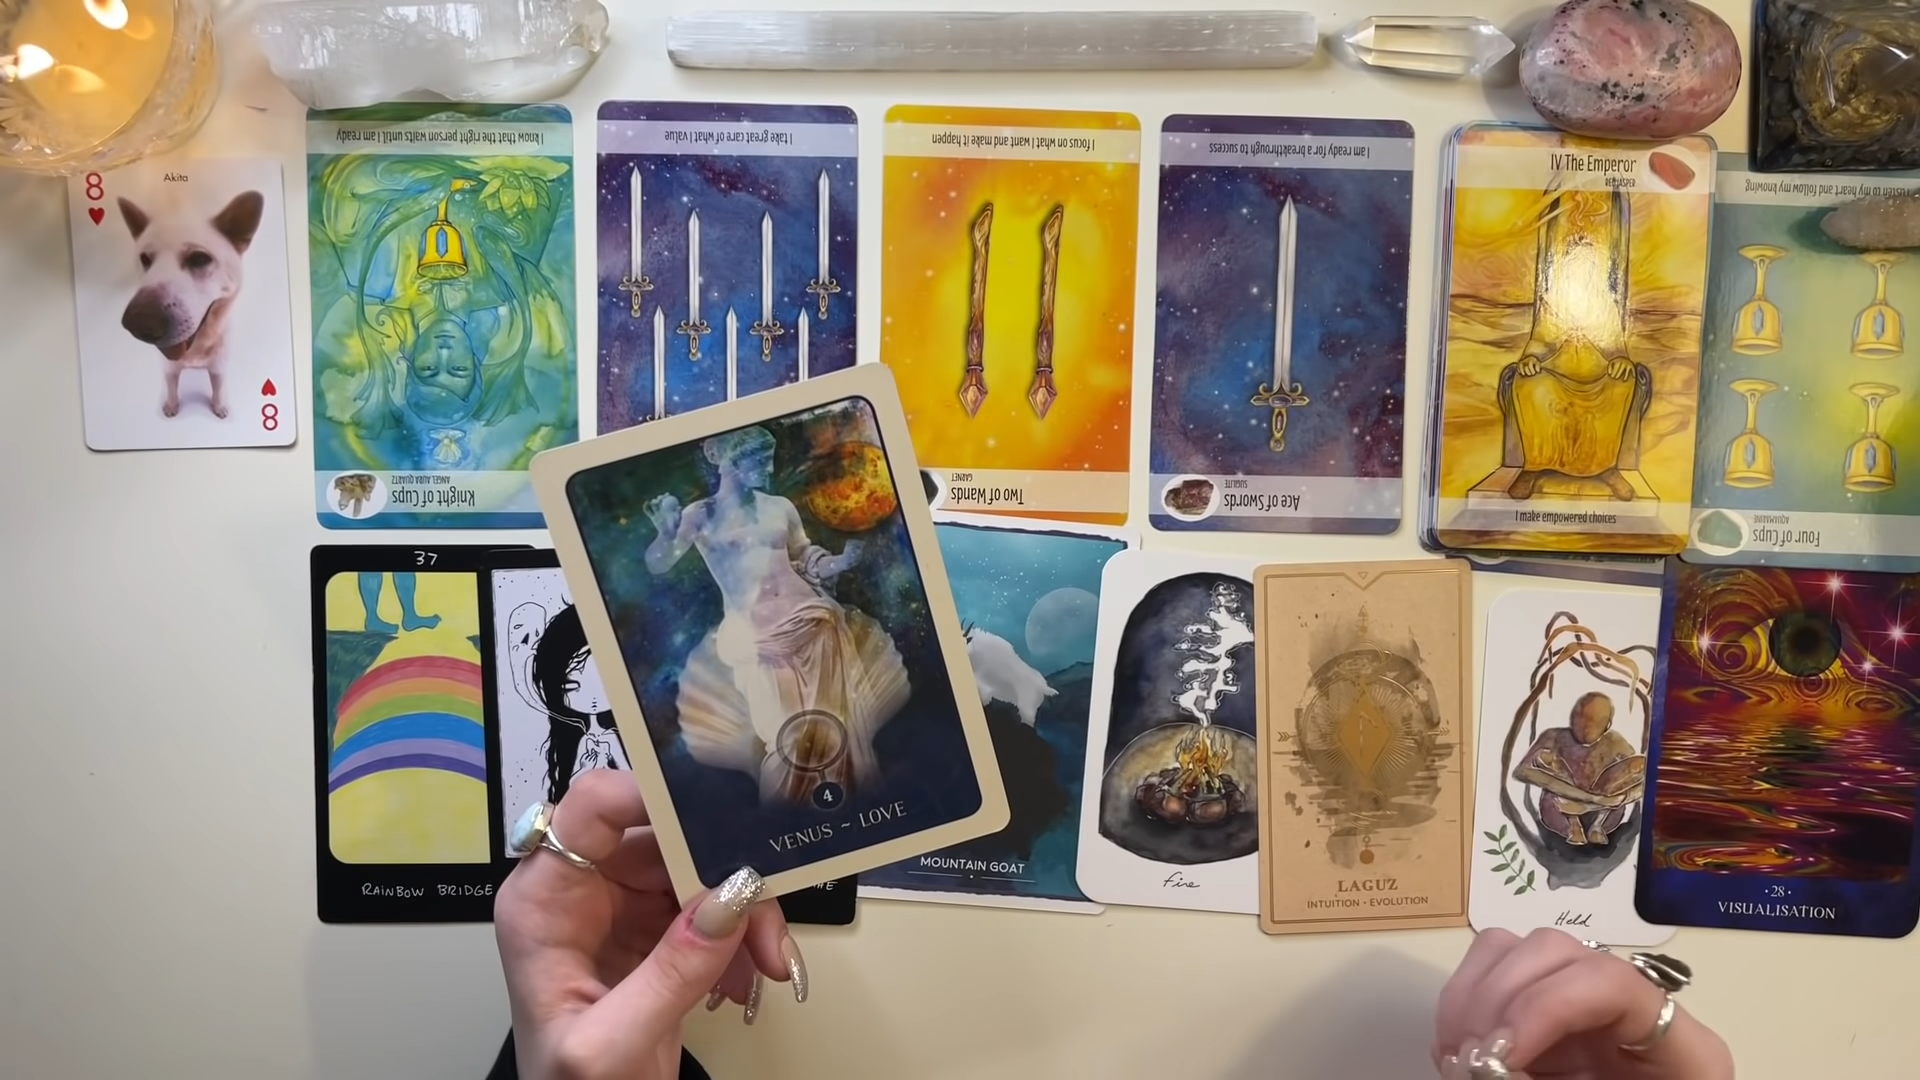 8
Akita
8
I know that the right person waits until I am ready
Knight of Cups
ANGEL AURA QUARTZ
I take great care of what I value
I focus on what I want and make it happen
Two of Wands
GARNET
I am ready for a breakthrough to success
Ace of Swords
SUGILITE
IV The Emperor
RED JASPER
I make empowered choices
listen to my heart and follow my knowing
Four of Cups
AQUAMARINE
37
RAINBOW BRIDGE
4
VENUS ~ LOVE
MOUNTAIN GOAT
Fire
LAGUZ
INTUITION • EVOLUTION
Held
• 28 •
VISUALISATION